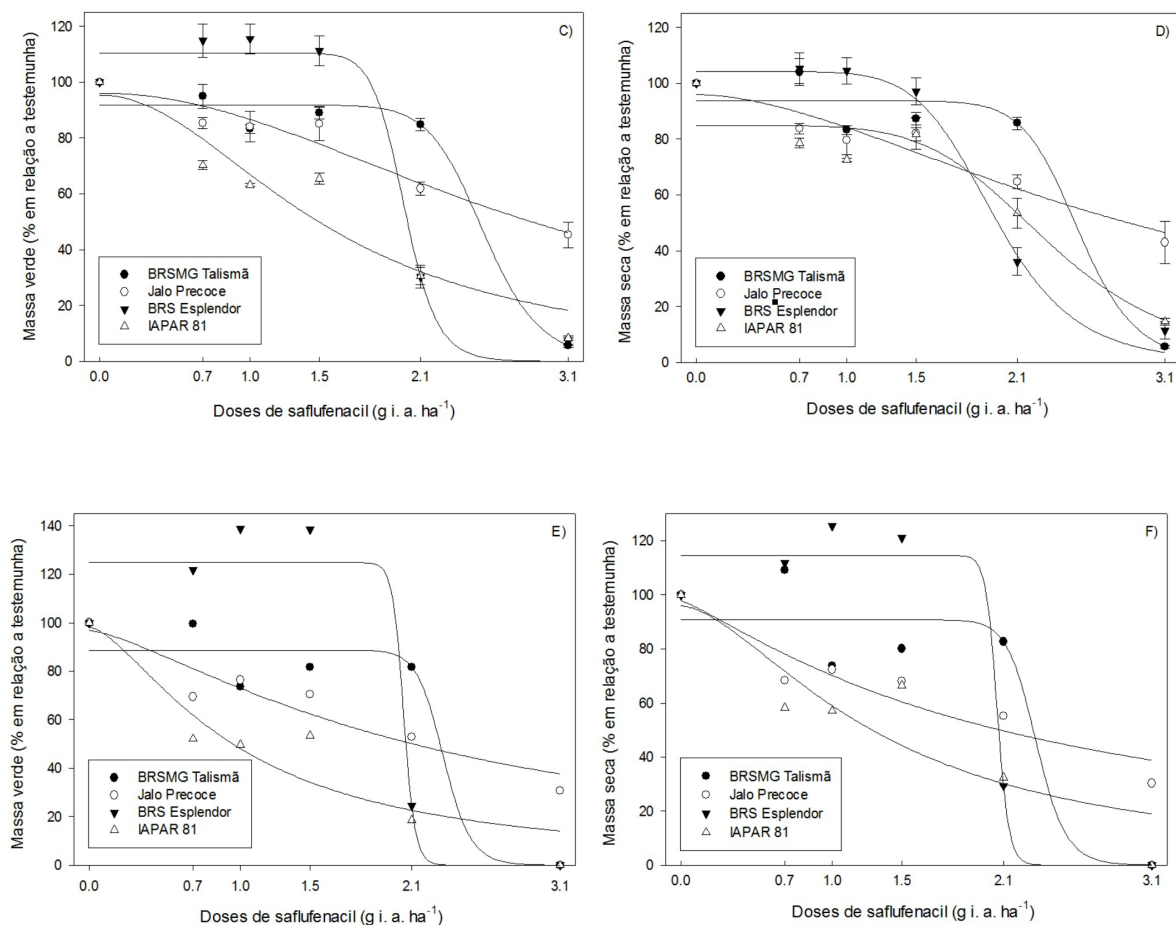 C)
Massa verde (% em relação a testemunha)
120
100
80
60
40
20
0
BRSMG Talismã
Jalo Precoce
BRS Esplendor
IAPAR 81
0.0 0.7 1.0 1.5 2.1 3.1
Doses de saflufenacil (g i. a. ha⁻¹)
D)
Massa seca (% em relação a testemunha)
120
100
80
60
40
20
0
BRSMG Talismã
Jalo Precoce
BRS Esplendor
IAPAR 81
0.0 0.7 1.0 1.5 2.1 3.1
Doses de saflufenacil (g i. a. ha⁻¹)
E)
Massa verde (% em relação a testemunha)
140
120
100
80
60
40
20
0
BRSMG Talismã
Jalo Precoce
BRS Esplendor
IAPAR 81
0.0 0.7 1.0 1.5 2.1 3.1
Doses de saflufenacil (g i. a. ha⁻¹)
F)
Massa seca (% em relação a testemunha)
120
100
80
60
40
20
0
BRSMG Talismã
Jalo Precoce
BRS Esplendor
IAPAR 81
0.0 0.7 1.0 1.5 2.1 3.1
Doses de saflufenacil (g i. a. ha⁻¹)